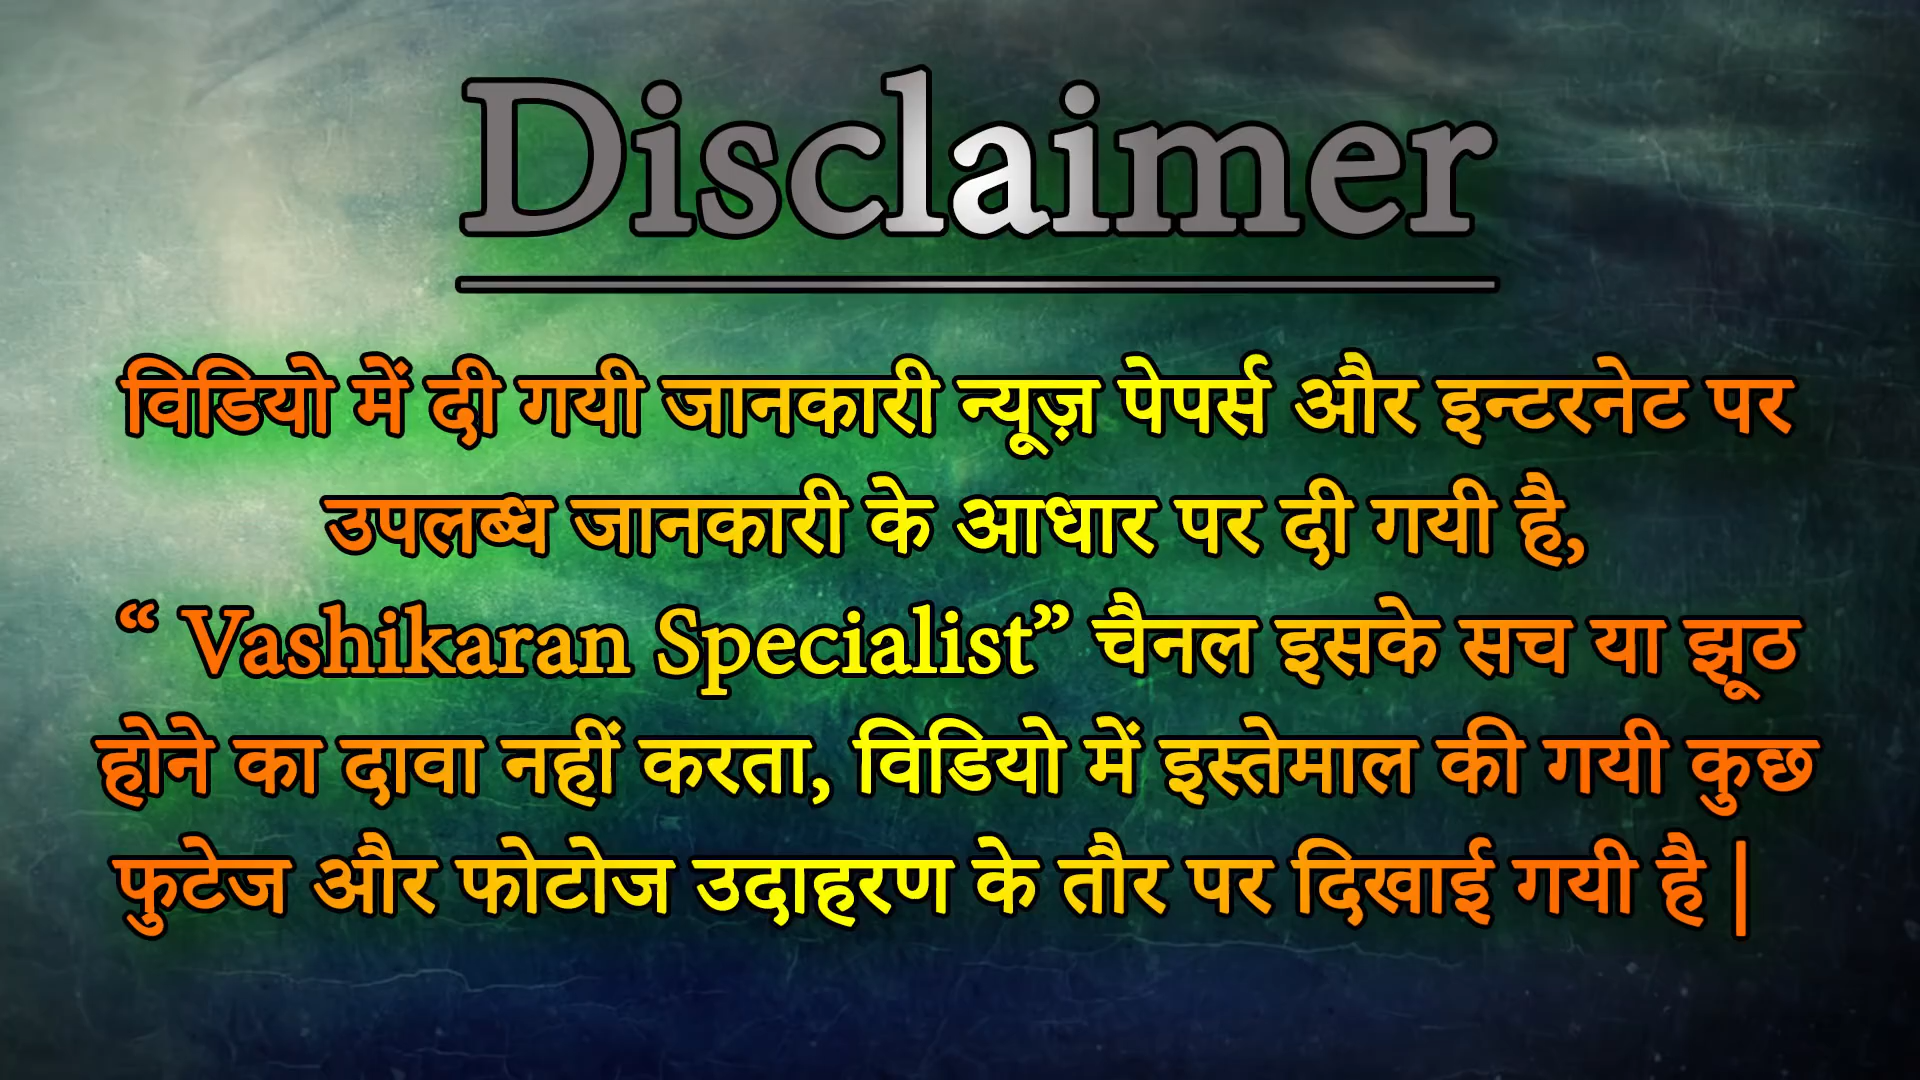 Disclaimer
विडियो में दी गयी जानकारी न्यूज़ पेपर्स और इन्टरनेट पर
उपलब्ध जानकारी के आधार पर दी गयी है,
“ Vashikaran Specialist” चैनल इसके सच या झूठ
होने का दावा नहीं करता, विडियो में इस्तेमाल की गयी कुछ
फुटेज और फोटोज उदाहरण के तौर पर दिखाई गयी है |